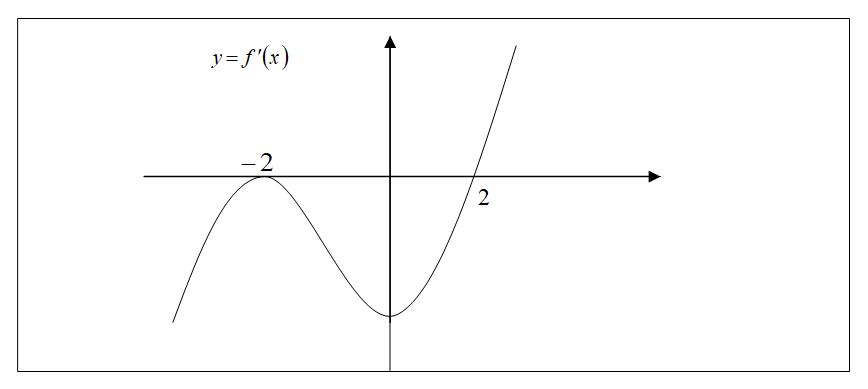 y = f′(x)
−2
2